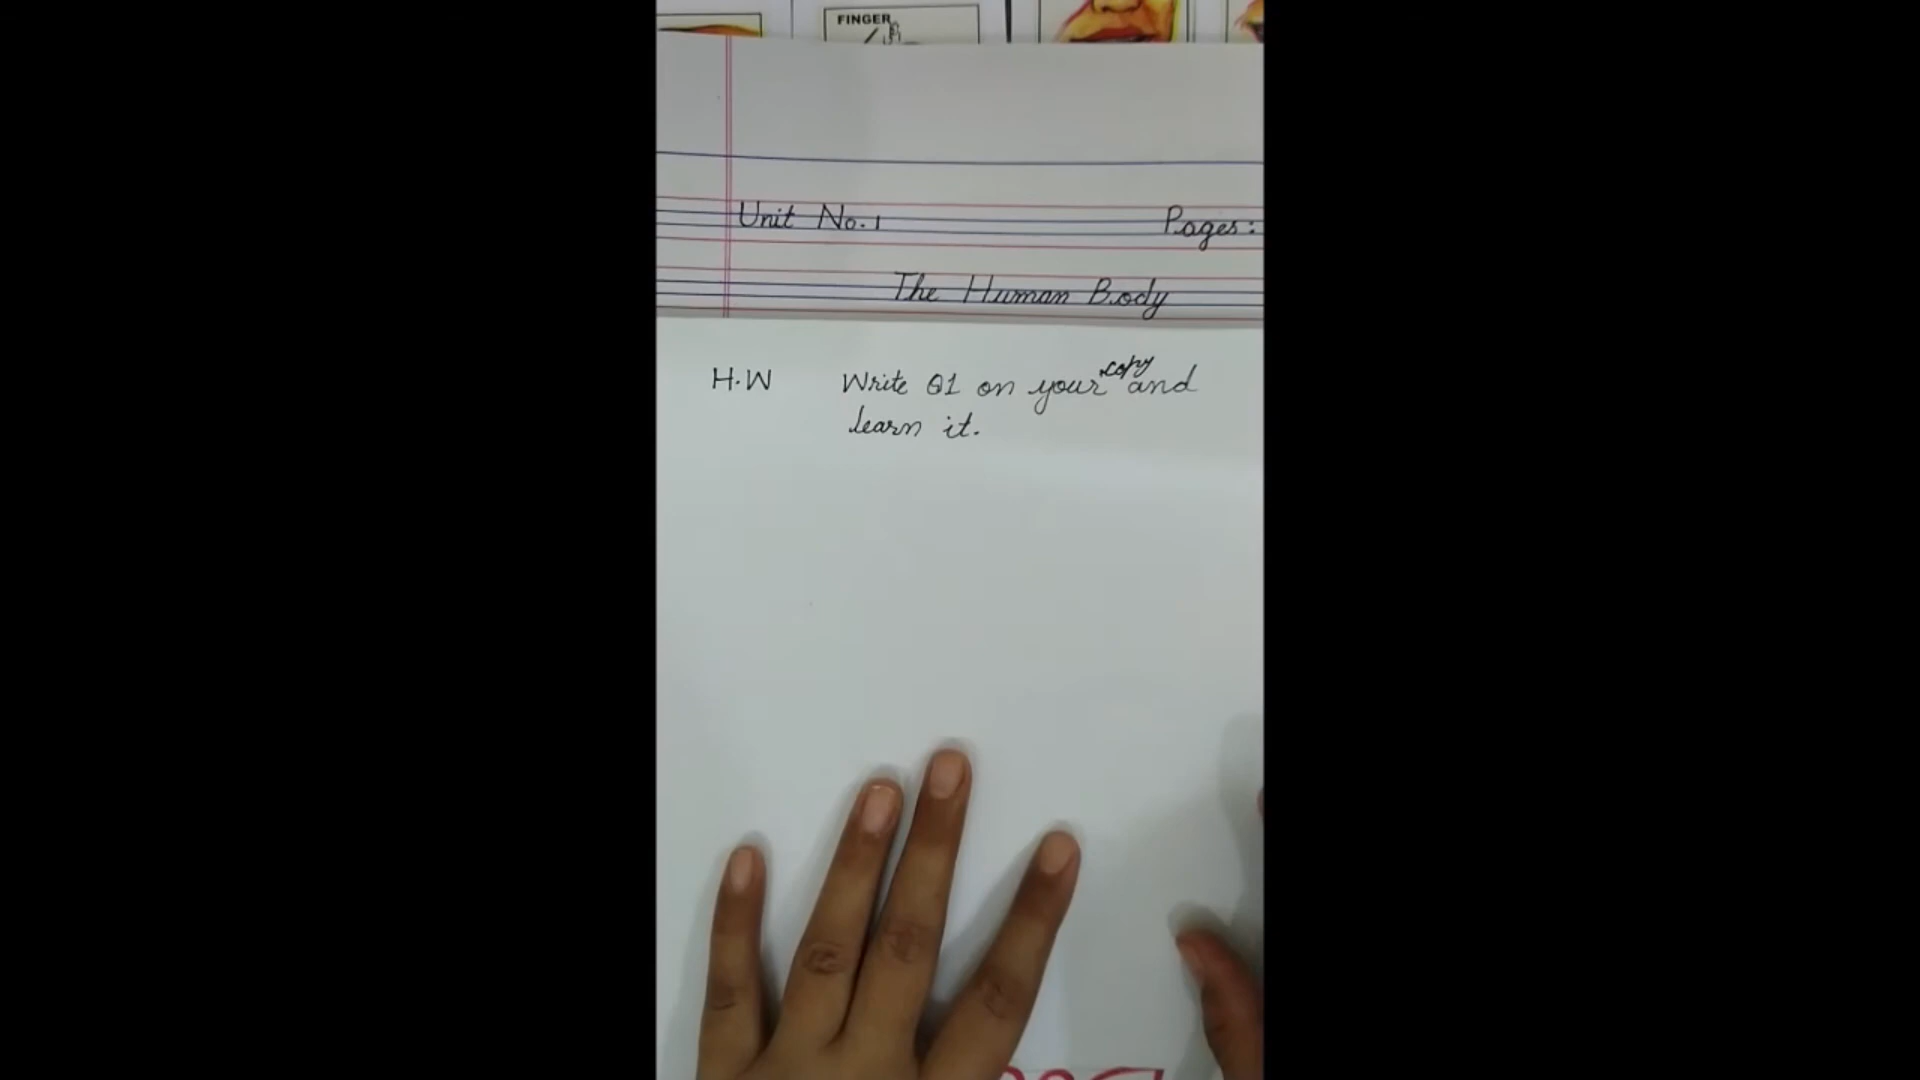 FINGER
Unit No. 1 Pages:
The Human Body
H.W Write Q1 on your copy and
learn it.